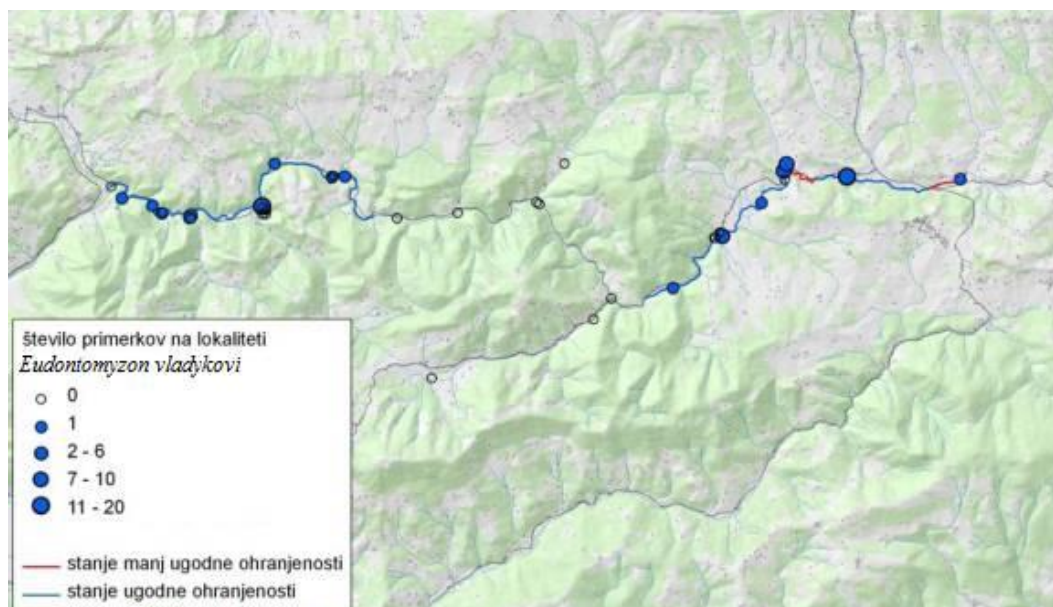 število primerkov na lokaliteti
Eudontomyzon vladykovi
0
1
2 - 6
7 - 10
11 - 20
stanje manj ugodne ohranjenosti
stanje ugodne ohranjenosti